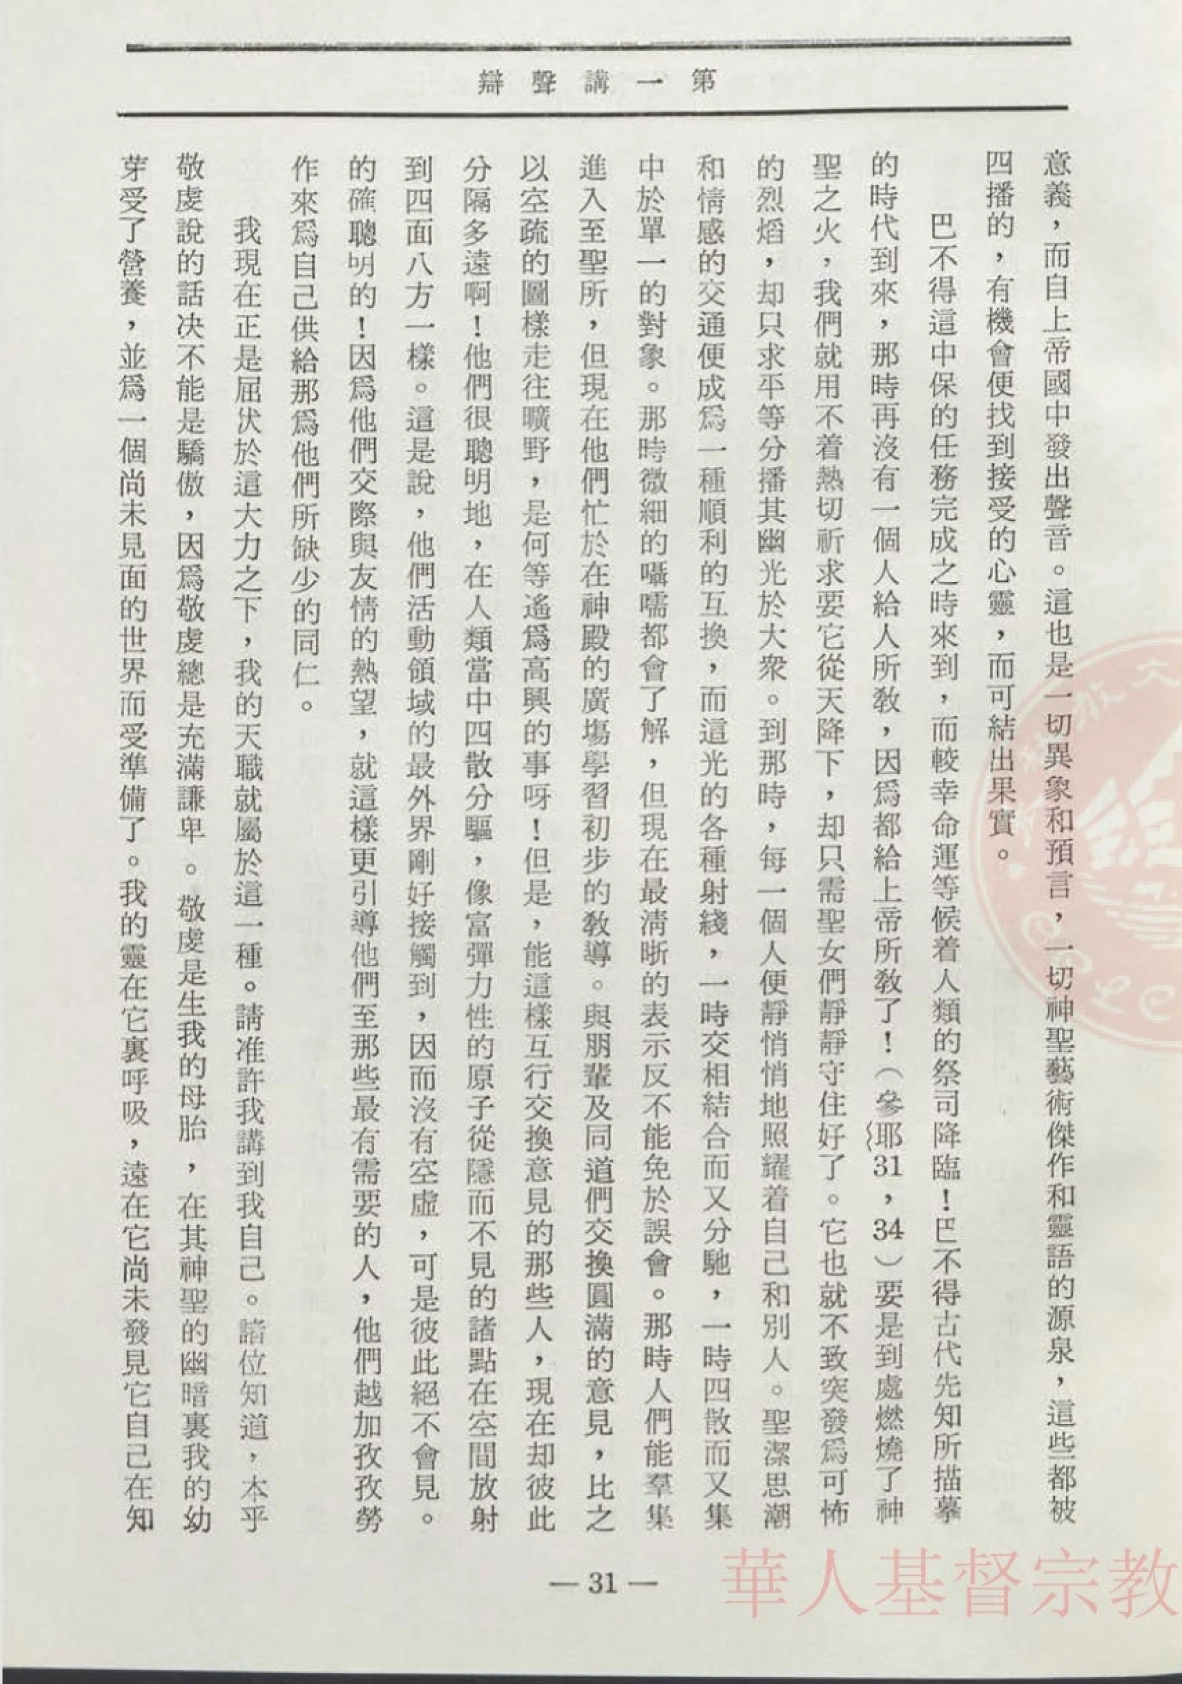 第一講聲辯
意義，而自上帝國中發出聲音。這也是一切異象和預言，一切神聖藝術傑作和靈語的源泉，這些都被
四播的，有機會便找到接受的心靈，而可結出果實。
巴不得這中保的任務完成之時來到，而較幸命運等候着人類的祭司降臨！巴不得古代先知所描摹
的時代到來，那時再沒有一個人給人所敎，因爲都給上帝所敎了！（參耶31，34）要是到處燃燒了神
聖之火，我們就用不着熱切祈求要它從天降下，却只需聖女們靜靜守住好了。它也就不致突發爲可怖
的烈熖，却只求平等分播其幽光於大衆。到那時，每一個人便靜悄悄地照耀着自己和別人。聖潔思潮
和情感的交通便成爲一種順利的互換，而這光的各種射綫，一時交相結合而又分馳，一時四散而又集
中於單一的對象。那時微細的囁嚅都會了解，但現在最淸晰的表示反不能免於誤會。那時人們能羣集
進入至聖所，但現在他們忙於在神殿的廣塲學習初步的敎導。與朋輩及同道們交換圓滿的意見，比之
以空疏的圖樣走往曠野，是何等遙爲高興的事呀！但是，能這樣互行交換意見的那些人，現在却彼此
分隔多遠啊！他們很聰明地，在人類當中四散分驅，像富彈力性的原子從隱而不見的諸點在空間放射
到四面八方一樣。這是說，他們活動領域的最外界剛好接觸到，因而沒有空虛，可是彼此絕不會見。
的確聰明的！因爲他們交際與友情的熱望，就這樣更引導他們至那些最有需要的人，他們越加孜孜勞
作來爲自己供給那爲他們所缺少的同仁。
我現在正是屈伏於這大力之下，我的天職就屬於這一種。請准許我講到我自己。諸位知道，本乎
敬虔說的話决不能是驕傲，因爲敬虔總是充滿謙卑。敬虔是生我的母胎，在其神聖的幽暗裏我的幼
芽受了營養，並爲一個尚未見面的世界而受準備了。我的靈在它裏呼吸，遠在它尚未發見它自己在知
— 31 —
華人基督宗教